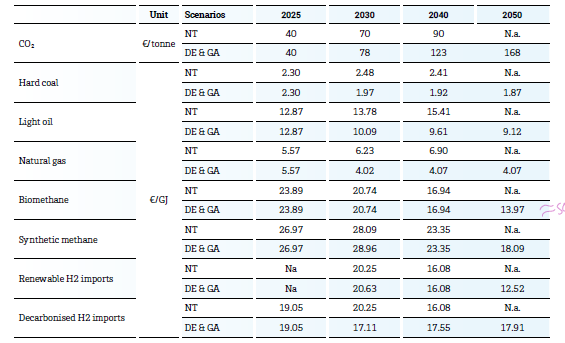 Unit Scenarios 2025 2030 2040 2050
CO₂ €/tonne NT 40 70 90 N.a.
DE & GA 40 78 123 168
Hard coal €/GJ NT 2.30 2.48 2.41 N.a.
DE & GA 2.30 1.97 1.92 1.87
Light oil NT 12.87 13.78 15.41 N.a.
DE & GA 12.87 10.09 9.61 9.12
Natural gas NT 5.57 6.23 6.90 N.a.
DE & GA 5.57 4.02 4.07 4.07
Biomethane NT 23.89 20.74 16.94 N.a.
DE & GA 23.89 20.74 16.94 13.97
Synthetic methane NT 26.97 28.09 23.35 N.a.
DE & GA 26.97 28.96 23.35 18.09
Renewable H2 imports NT Na 20.25 16.08 N.a.
DE & GA Na 20.63 16.08 12.52
Decarbonised H2 imports NT 19.05 20.25 16.08 N.a.
DE & GA 19.05 17.11 17.55 17.91